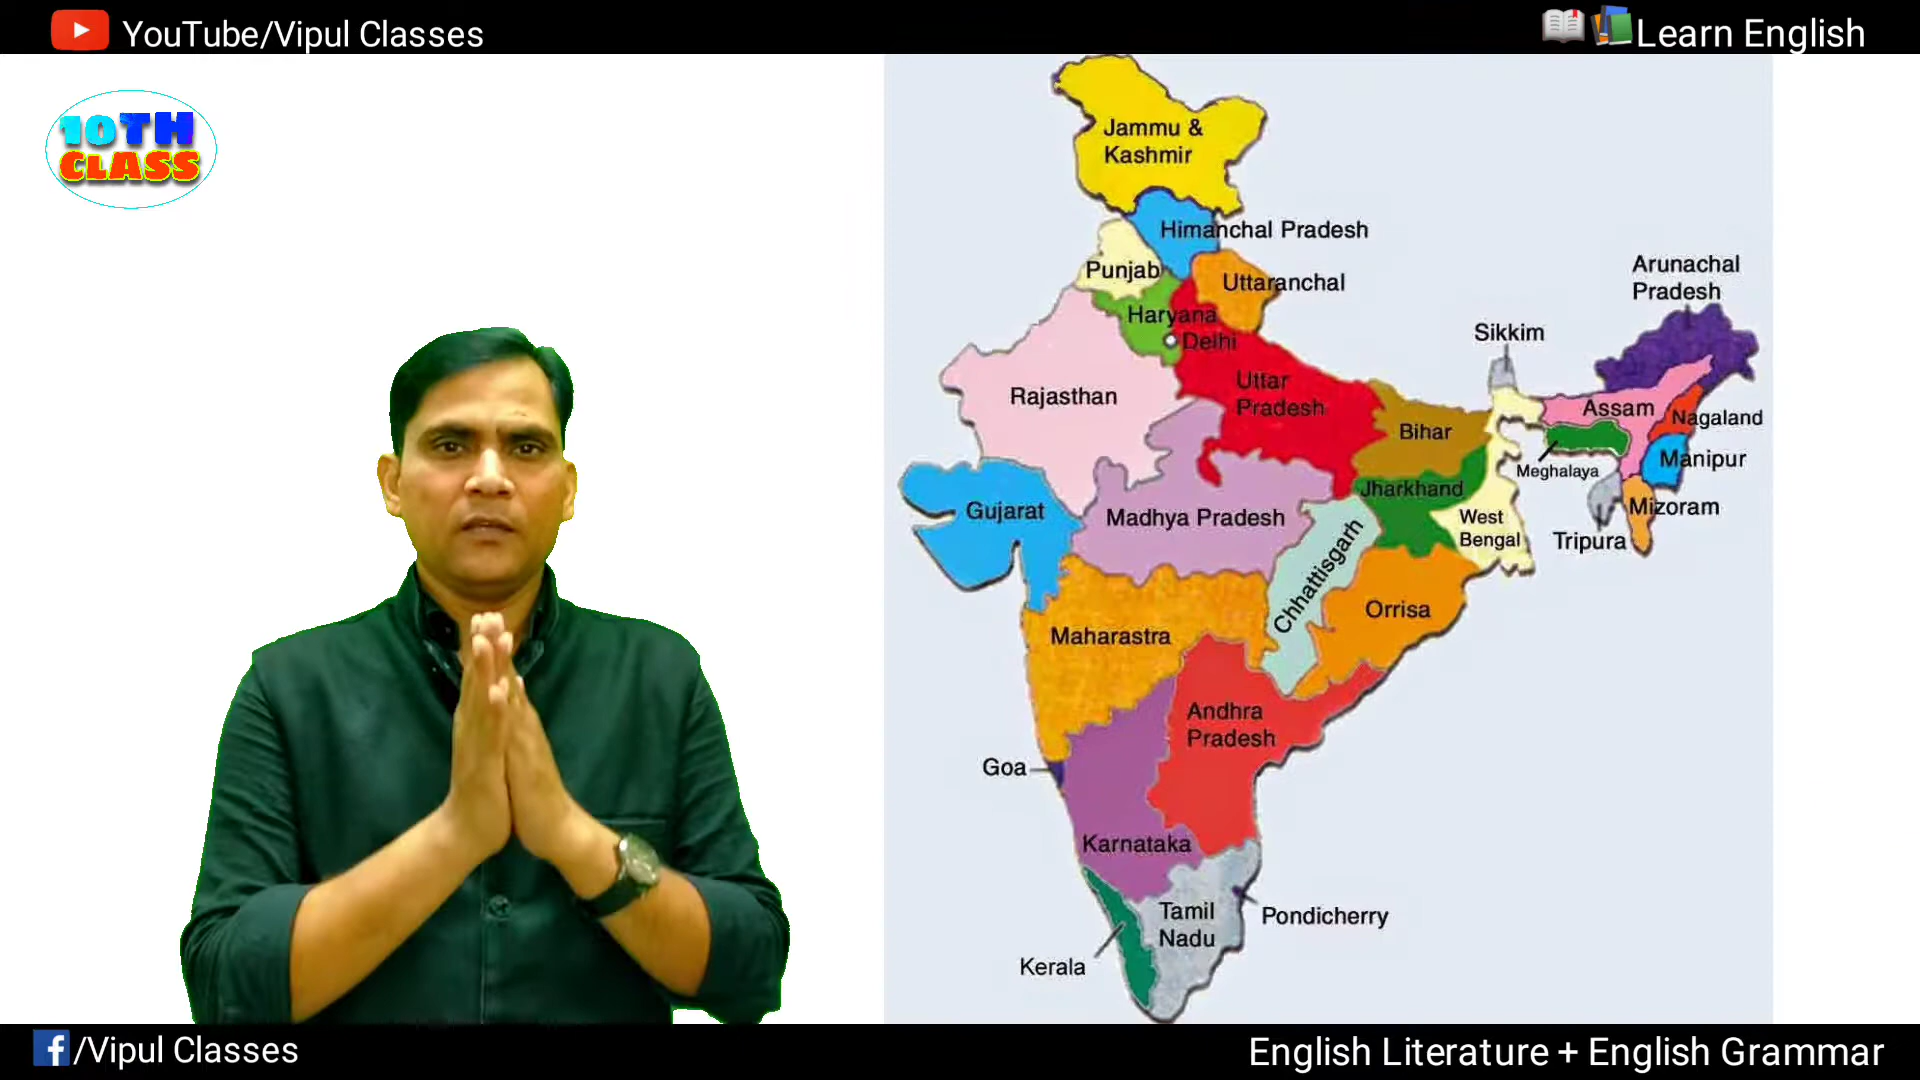 YouTube/Vipul Classes
Learn English
10TH
CLASS
Jammu &
Kashmir
Himanchal Pradesh
Punjab
Uttaranchal
Haryana
Delhi
Arunachal
Pradesh
Sikkim
Rajasthan
Uttar
Pradesh
Bihar
Assam
Nagaland
Meghalaya
Manipur
Jharkhand
Gujarat
Madhya Pradesh
West
Bengal
Mizoram
Tripura
Chhattisgarh
Orrisa
Maharastra
Andhra
Pradesh
Goa
Karnataka
Tamil
Nadu
Pondicherry
Kerala
f/Vipul Classes
English Literature + English Grammar